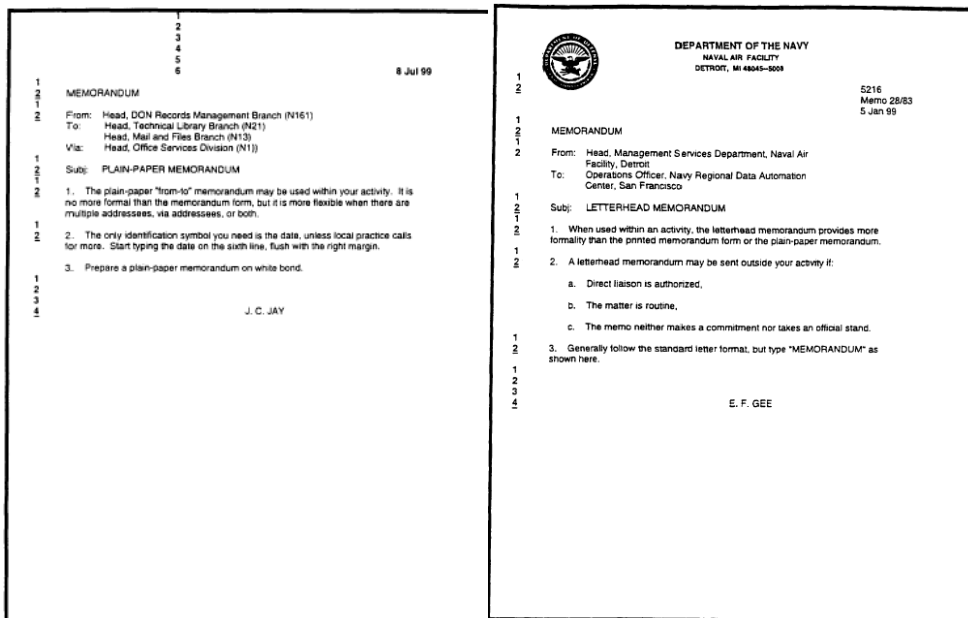 1
2
3
4
5
6 8 Jul 99
1
2 MEMORANDUM
1
2 From: Head, DON Records Management Branch (N161)
To: Head, Technical Library Branch (N21)
Head, Mail and Files Branch (N13)
Via: Head, Office Services Division (N1))
1
2 Subj: PLAIN-PAPER MEMORANDUM
1
2 1. The plain-paper "from-to" memorandum may be used within your activity. It is
no more formal than the memorandum form, but it is more flexible when there are
multiple addressees, via addressees, or both.
1
2 2. The only identification symbol you need is the date, unless local practice calls
for more. Start typing the date on the sixth line, flush with the right margin.
3. Prepare a plain-paper memorandum on white bond.
1
2
3
4 J. C. JAY
DEPARTMENT OF THE NAVY
NAVAL AIR FACILITY
DETROIT, MI 48045--5008
1
2 5216
Memo 28/83
5 Jan 99
1
2 MEMORANDUM
1
2 From: Head, Management Services Department, Naval Air
Facility, Detroit
To: Operations Officer, Navy Regional Data Automation
Center, San Francisco
1
2 Subj: LETTERHEAD MEMORANDUM
1
2 1. When used within an activity, the letterhead memorandum provides more
formality than the printed memorandum form or the plain-paper memorandum.
1
2 2. A letterhead memorandum may be sent outside your activity if:
a. Direct liaison is authorized,
b. The matter is routine,
c. The memo neither makes a commitment nor takes an official stand.
1
2 3. Generally follow the standard letter format, but type "MEMORANDUM" as
shown here.
1
2
3
4 E. F. GEE